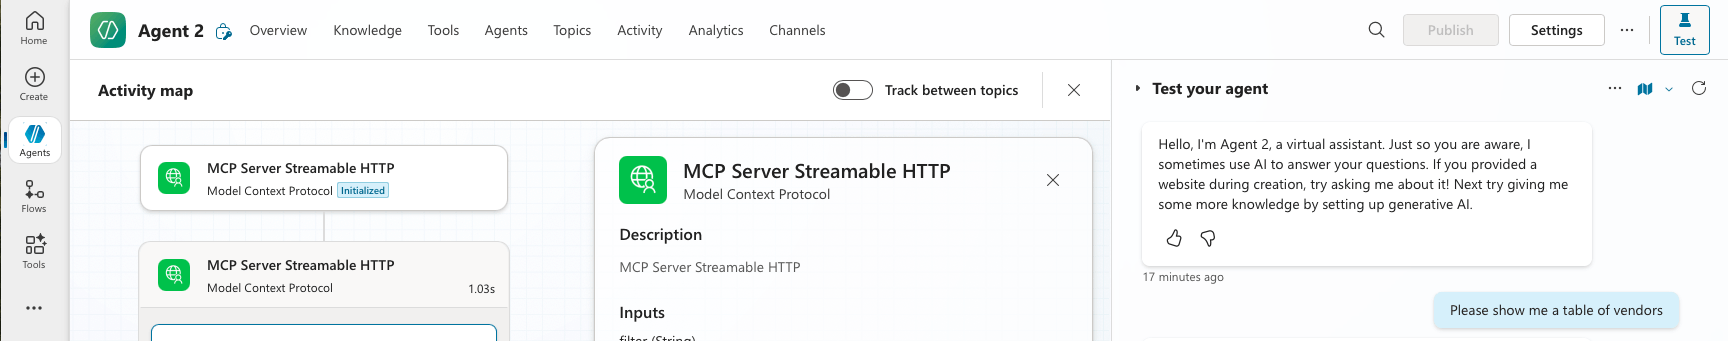 Home
Create
Agents
Flows
Tools
Agent 2
Overview
Knowledge
Tools
Agents
Topics
Activity
Analytics
Channels
Publish
Settings
Test
Activity map
Track between topics
MCP Server Streamable HTTP
Model Context Protocol Initialized
MCP Server Streamable HTTP
Model Context Protocol
1.03s
MCP Server Streamable HTTP
Model Context Protocol
Description
MCP Server Streamable HTTP
Inputs
filter (String)
Test your agent
Hello, I'm Agent 2, a virtual assistant. Just so you are aware, I
sometimes use AI to answer your questions. If you provided a
website during creation, try asking me about it! Next try giving me
some more knowledge by setting up generative AI.
17 minutes ago
Please show me a table of vendors